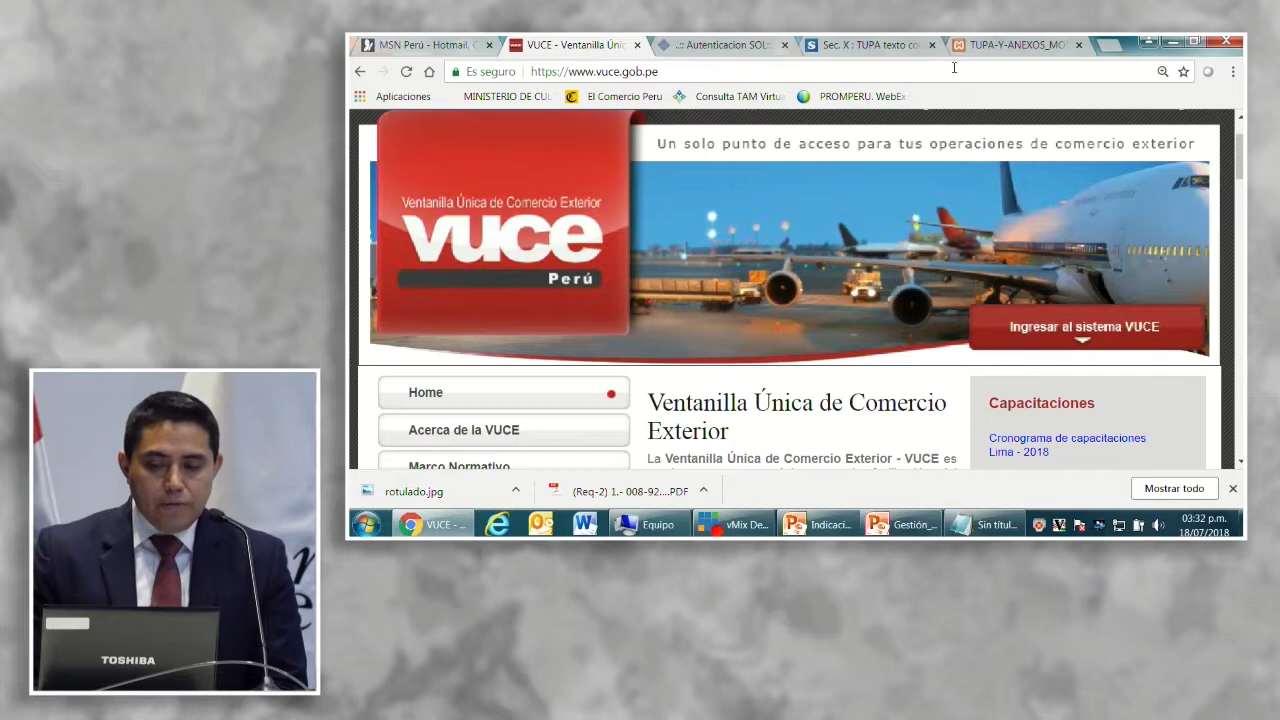 MSN Perú - Hotmail,
VUCE - Ventanilla Únic
..:: Autenticacion SOL::
Sec. X : TUPA texto co
TUPA-Y-ANEXOS_MO
Es seguro
https://www.vuce.gob.pe
Aplicaciones
MINISTERIO DE CUL
El Comercio Peru
Consulta TAM Virtua
PROMPERU. WebEx
Un solo punto de acceso para tus operaciones de comercio exterior
Ventanilla Única de Comercio Exterior
vuce
Perú
Ingresar al sistema VUCE
Home
Acerca de la VUCE
Marco Normativo
Ventanilla Única de Comercio
Exterior
La Ventanilla Única de Comercio Exterior - VUCE es
Capacitaciones
Cronograma de capacitaciones
Lima - 2018
rotulado.jpg
(Req-2) 1.- 008-92....PDF
Mostrar todo
VUCE - ...
Equipo
vMix De...
Indicaci...
Gestión_...
Sin títul...
03:32 p.m.
18/07/2018
TOSHIBA